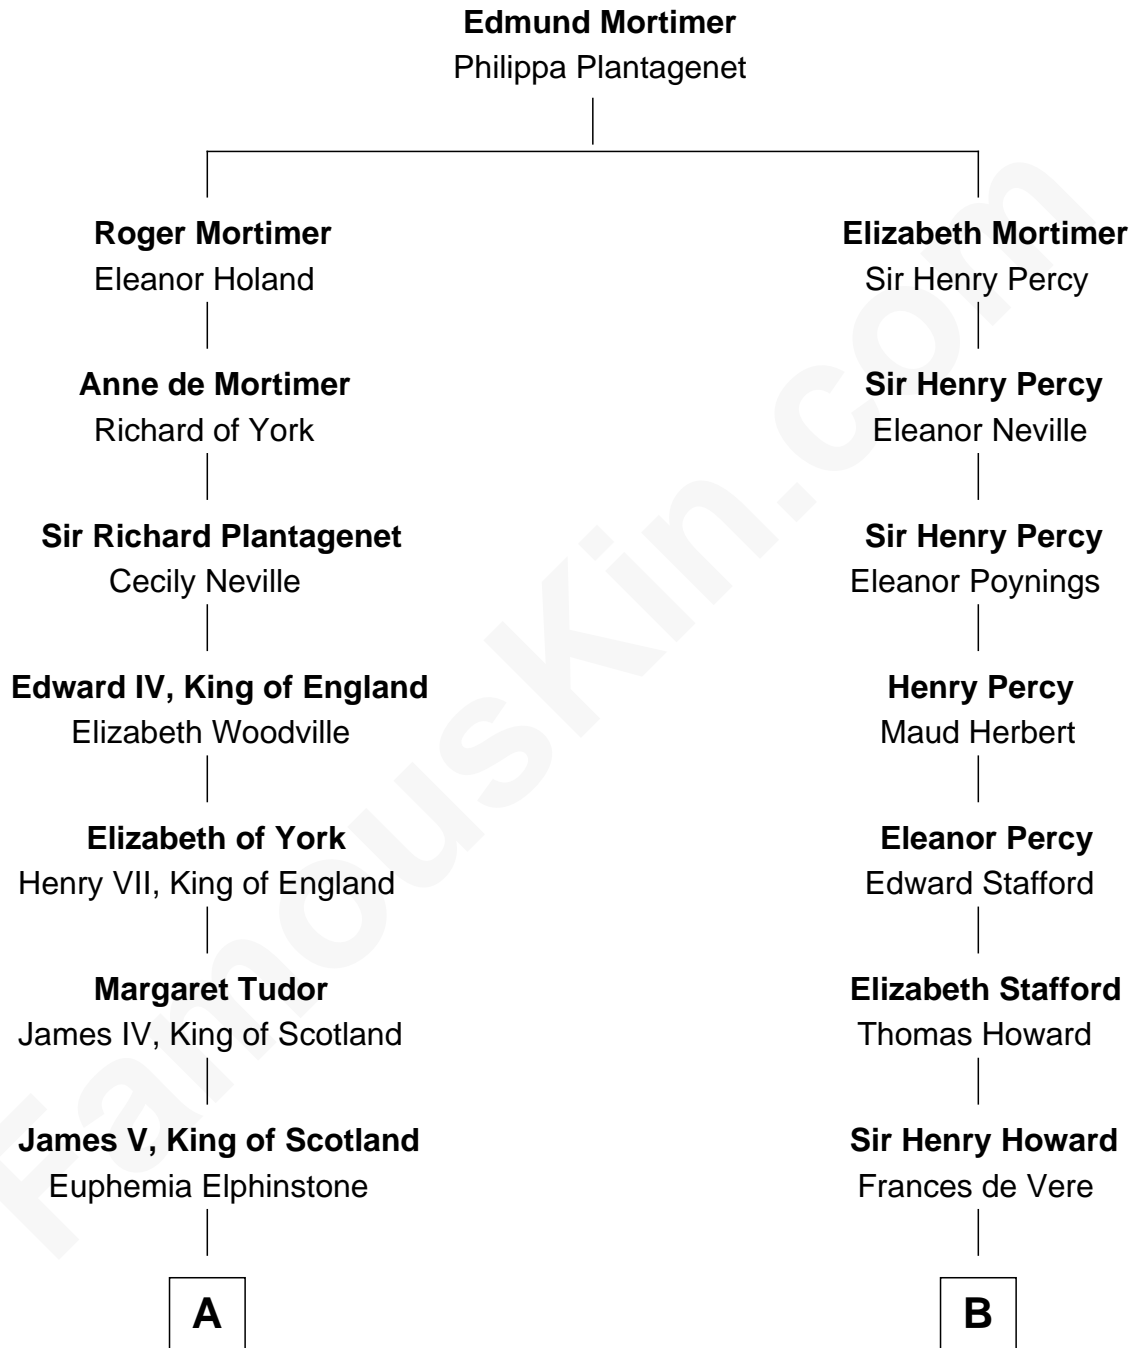 Edmund Mortimer
Philippa Plantagenet
Roger Mortimer
Eleanor Holand
Anne de Mortimer
Richard of York
Sir Richard Plantagenet
Cecily Neville
Edward IV, King of England
Elizabeth Woodville
Elizabeth of York
Henry VII, King of England
Margaret Tudor
James IV, King of Scotland
James V, King of Scotland
Euphemia Elphinstone
A
Elizabeth Mortimer
Sir Henry Percy
Sir Henry Percy
Eleanor Neville
Sir Henry Percy
Eleanor Poynings
Henry Percy
Maud Herbert
Eleanor Percy
Edward Stafford
Elizabeth Stafford
Thomas Howard
Sir Henry Howard
Frances de Vere
B
FamousKin.com